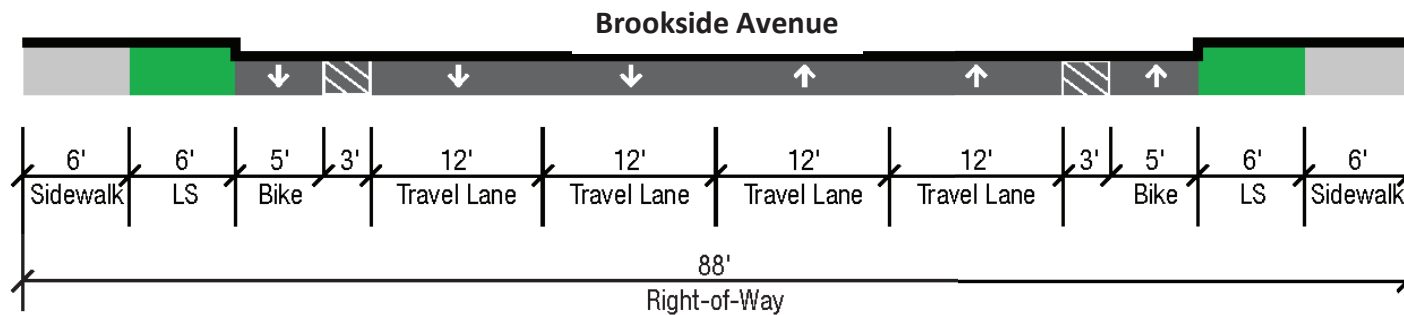 Brookside Avenue
6' 6' 5' 3' 12' 12' 12' 12' 3' 5' 6' 6'
Sidewalk LS Bike Travel Lane Travel Lane Travel Lane Travel Lane Bike LS Sidewalk
88'
Right-of-Way